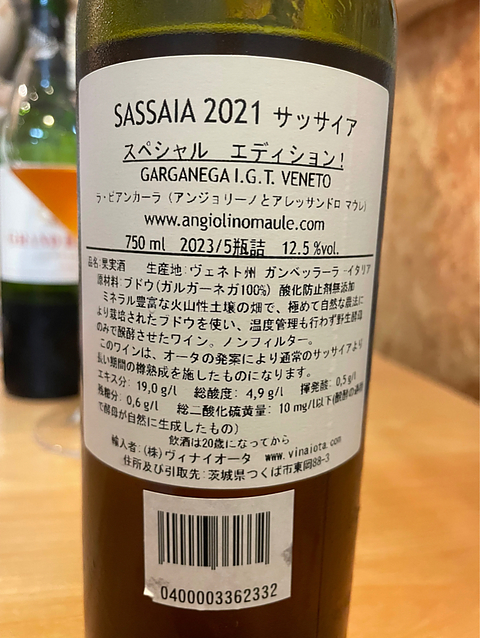 SASSAIA 2021 サッサイア
スペシャル エディション!
GARGANEGA I.G.T. VENETO
ラ・ビアンカーラ(アンジョリーノとアレッサンドロ マウレ)
www.angiolinomaule.com
750 ml 2023/5瓶詰 12.5 %vol.
品名:果実酒 生産地:ヴェネト州 ガンベッラーラ -イタリア
原材料:ブドウ(ガルガーネガ100%) 酸化防止剤無添加
ミネラル豊富な火山性土壌の畑で、極めて自然な農法に
より栽培されたブドウを使い、温度管理も行わず野生酵母
のみで醗酵させたワイン。ノンフィルター。
このワインは、オータの発案により通常のサッサイアより
長い期間の樽熟成を施したものになります。
エキス分: 19,0 g/l 総酸度: 4,9 g/l 揮発酸: 0,5 g/l
残糖分: 0,6 g/l 総二酸化硫黄量: 10 mg/l以下(醗酵の過程
で酵母が自然に生成したもの)
飲酒は20歳になってから
輸入者:(株)ヴィナイオータ www.vinaiota.com
住所及び引取先:茨城県つくば市東岡88-3
0400003362332